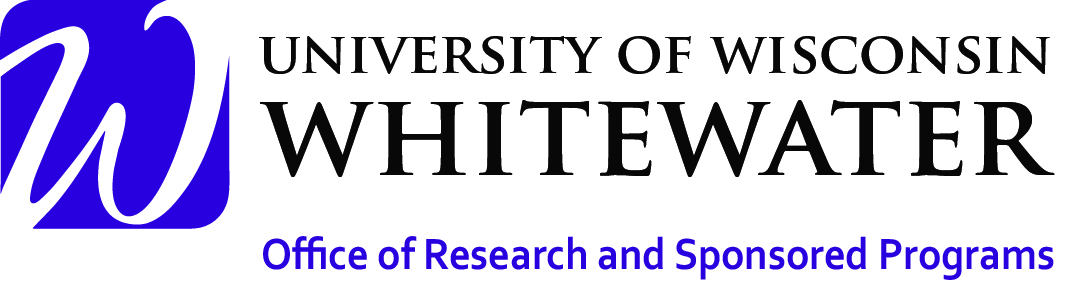 UNIVERSITY OF WISCONSIN
WHITEWATER
Office of Research and Sponsored Programs